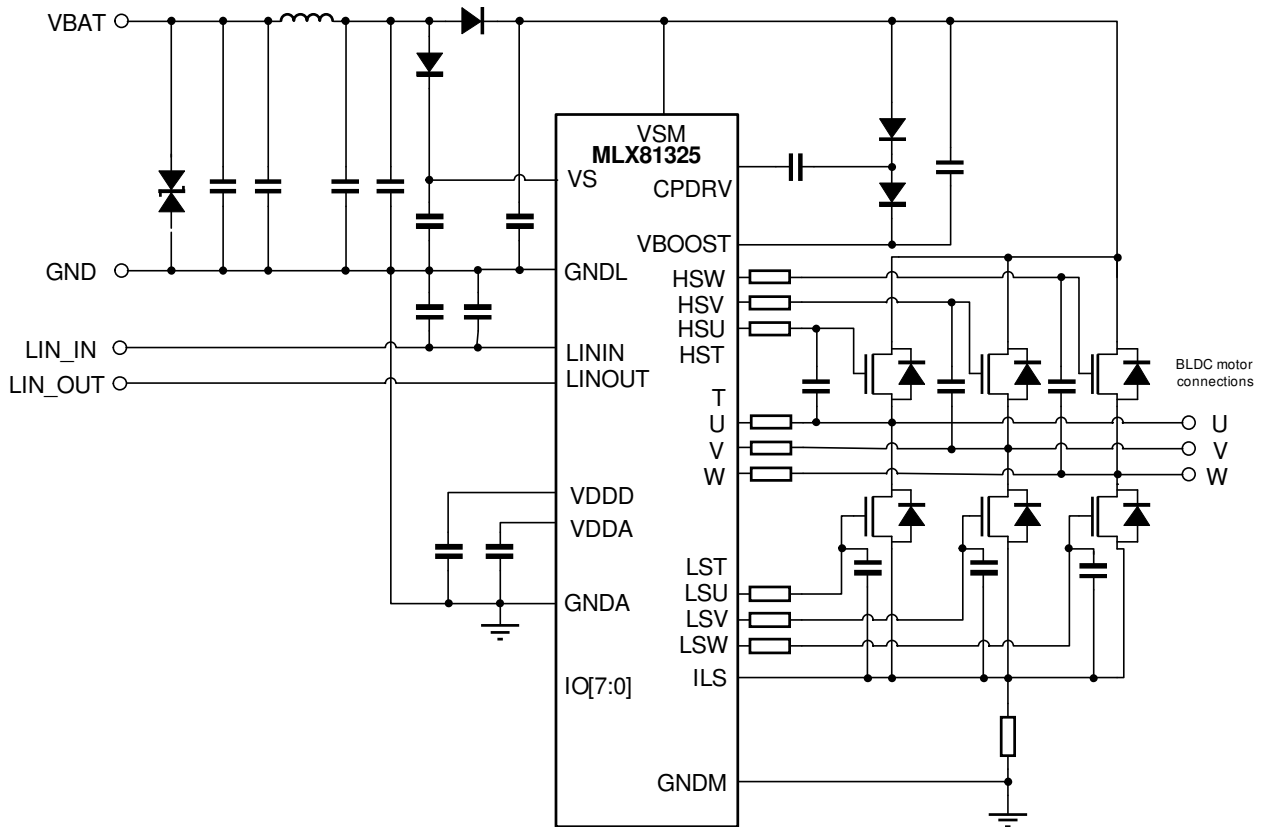 VBAT
VSM
MLX81325
VS
CPDRV
VBOOST
GND
GNDL
HSW
HSV
HSU
HST
LIN_IN
LININ
LIN_OUT
LINOUT
BLDC motor
connections
T
U
V
W
U
V
W
VDDD
VDDA
LST
LSU
LSV
LSW
GNDA
ILS
IO[7:0]
GNDM